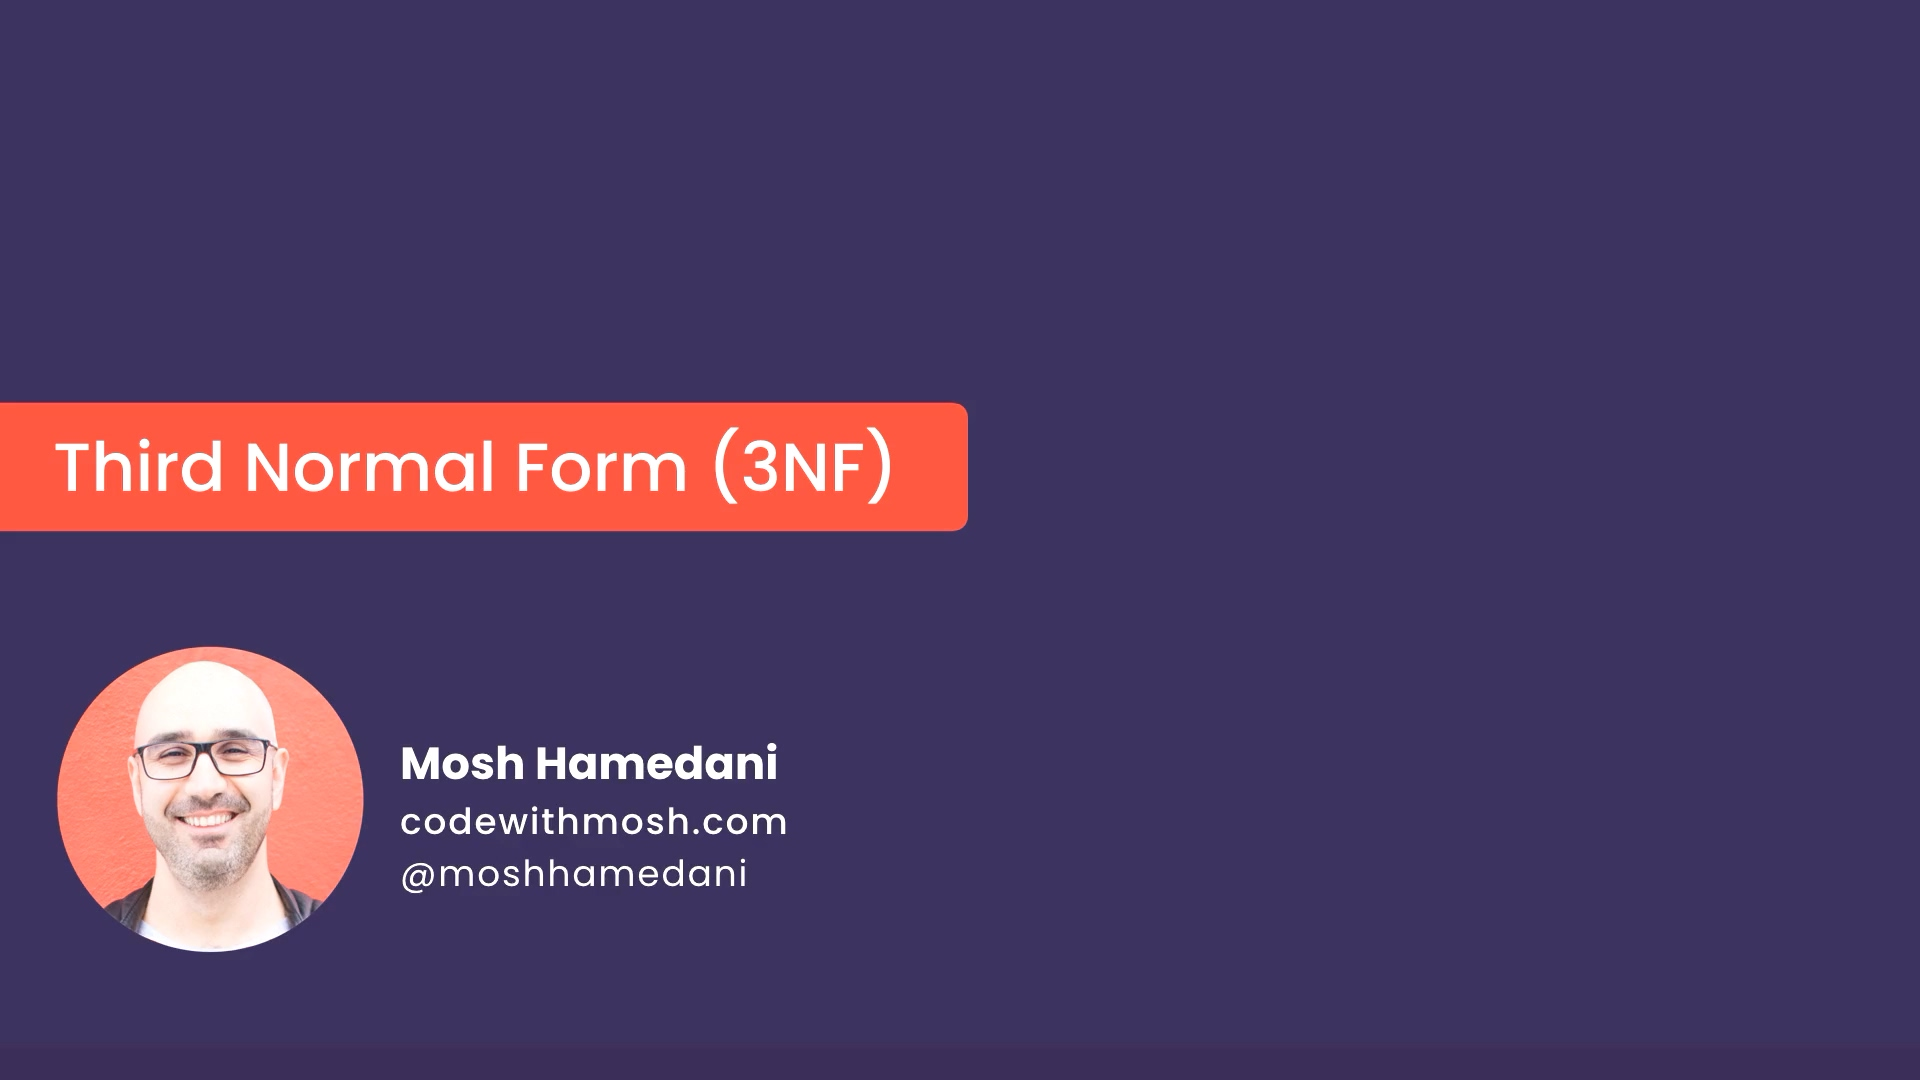 Third Normal Form (3NF)
Mosh Hamedani
codewithmosh.com
@moshhamedani